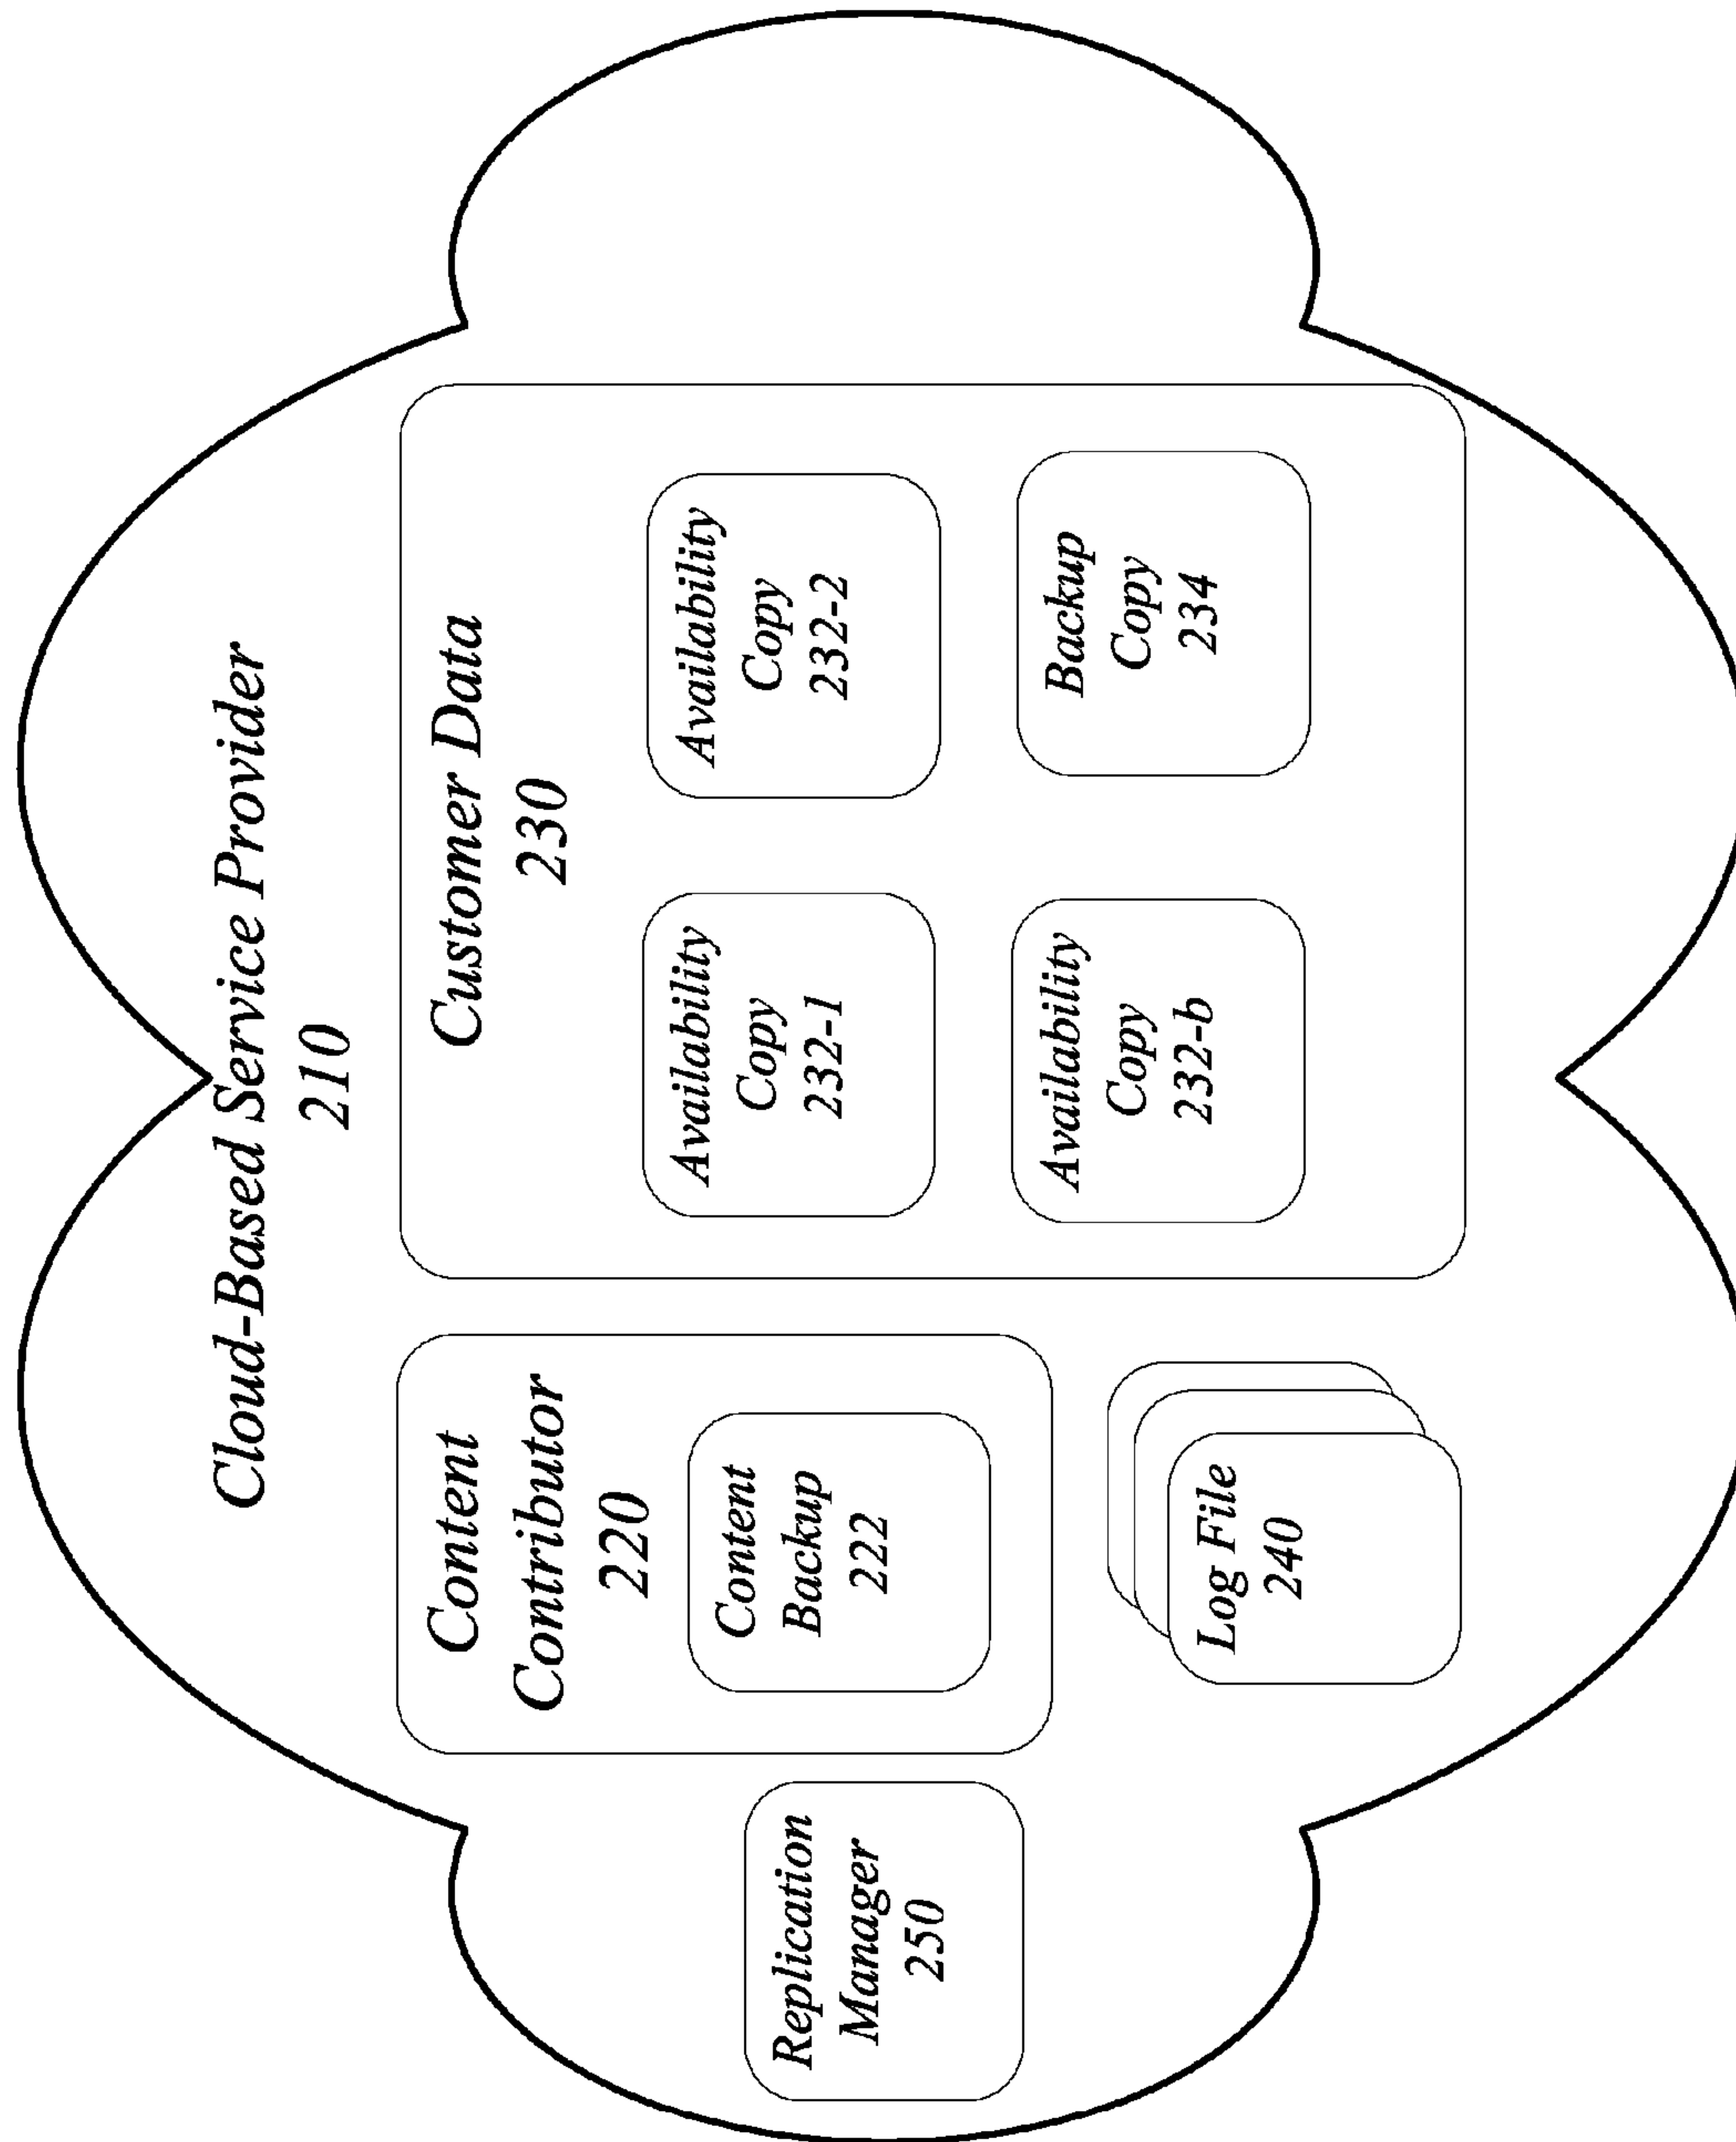 Cloud-Based Service Provider
210
Replication
Manager
250
Content
Contributor
220
Content
Backup
222
Log File
240
Customer Data
230
Availability
Copy
232-1
Availability
Copy
232-2
Availability
Copy
232-b
Backup
Copy
234